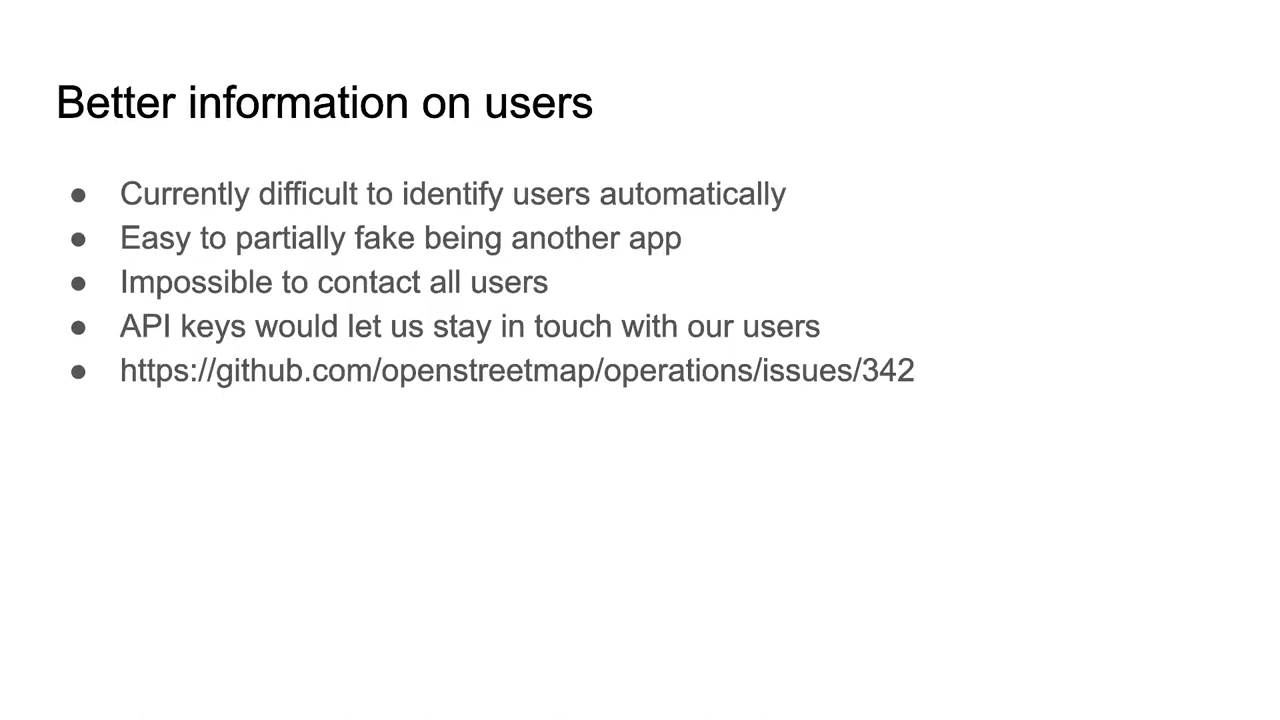 Better information on users
● Currently difficult to identify users automatically
● Easy to partially fake being another app
● Impossible to contact all users
● API keys would let us stay in touch with our users
● https://github.com/openstreetmap/operations/issues/342